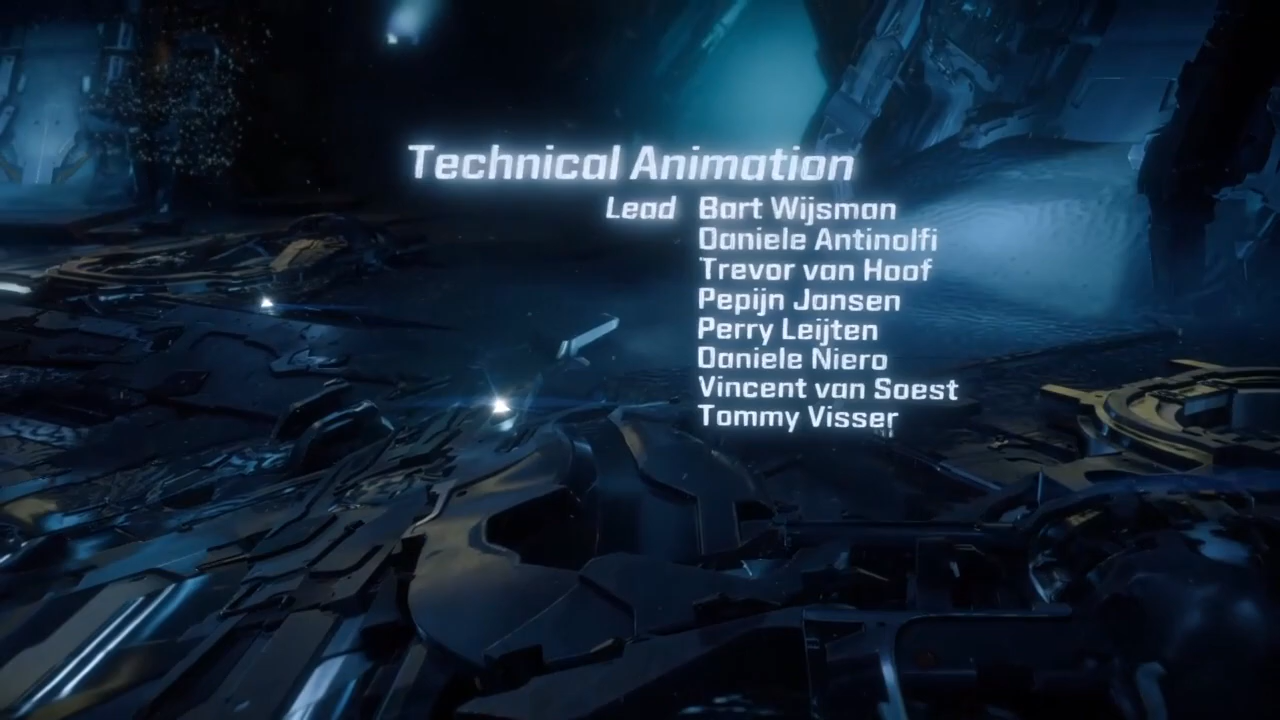 Technical Animation
Lead Bart Wijsman
Daniele Antinolfi
Trevor van Hoof
Pepijn Jansen
Perry Leijten
Daniele Niero
Vincent van Soest
Tommy Visser